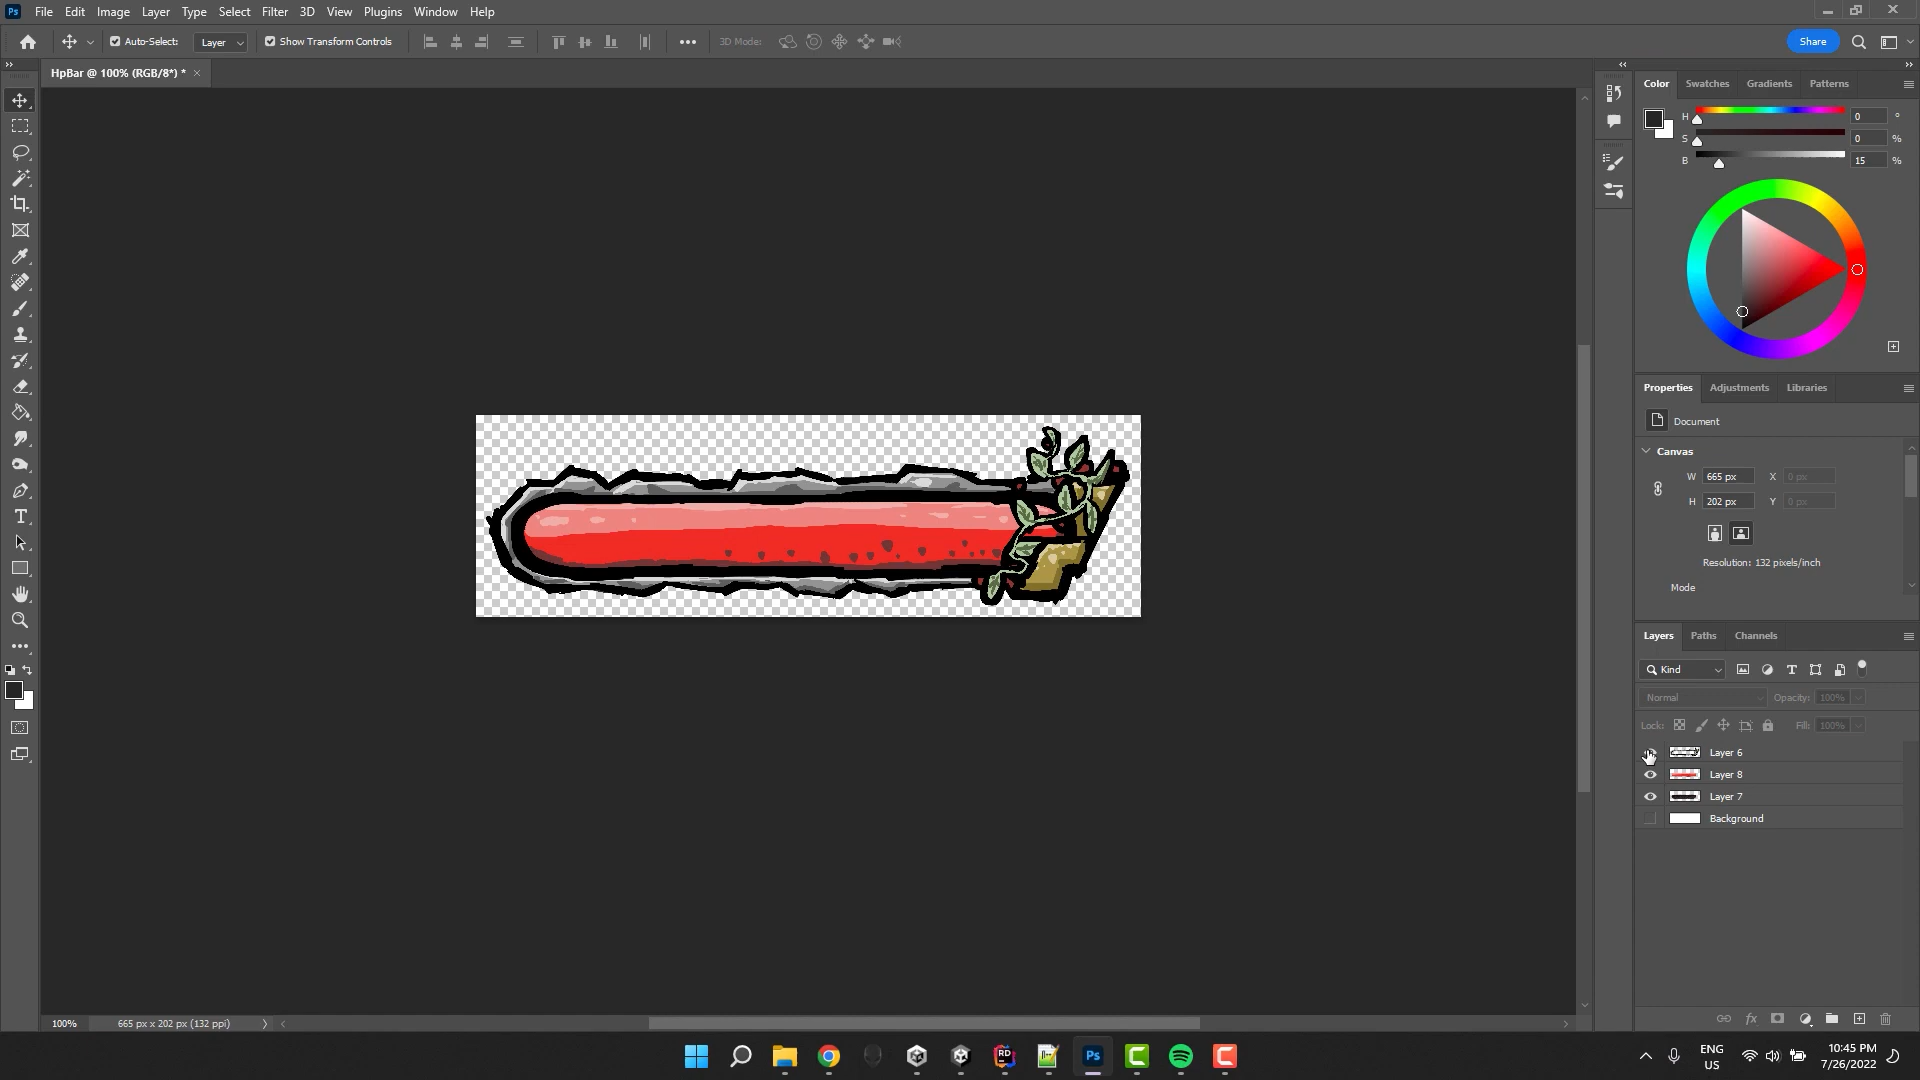 Ps File Edit Image Layer Type Select Filter 3D View Plugins Window Help
Auto-Select: Layer Show Transform Controls 3D Mode: Share
HpBar @ 100% (RGB/8*) *
Color Swatches Gradients Patterns
H 0 °
S 0 %
B 15 %
Properties Adjustments Libraries
Document
Canvas
W 665 px X 0 px
H 202 px Y 0 px
Resolution: 132 pixels/inch
Mode
Layers Paths Channels
Kind
Normal Opacity: 100%
Lock: Fill: 100%
Layer 6
Layer 8
Layer 7
Background
100% 665 px x 202 px (132 ppi)
RD Ps
ENG
US
10:45 PM
7/26/2022